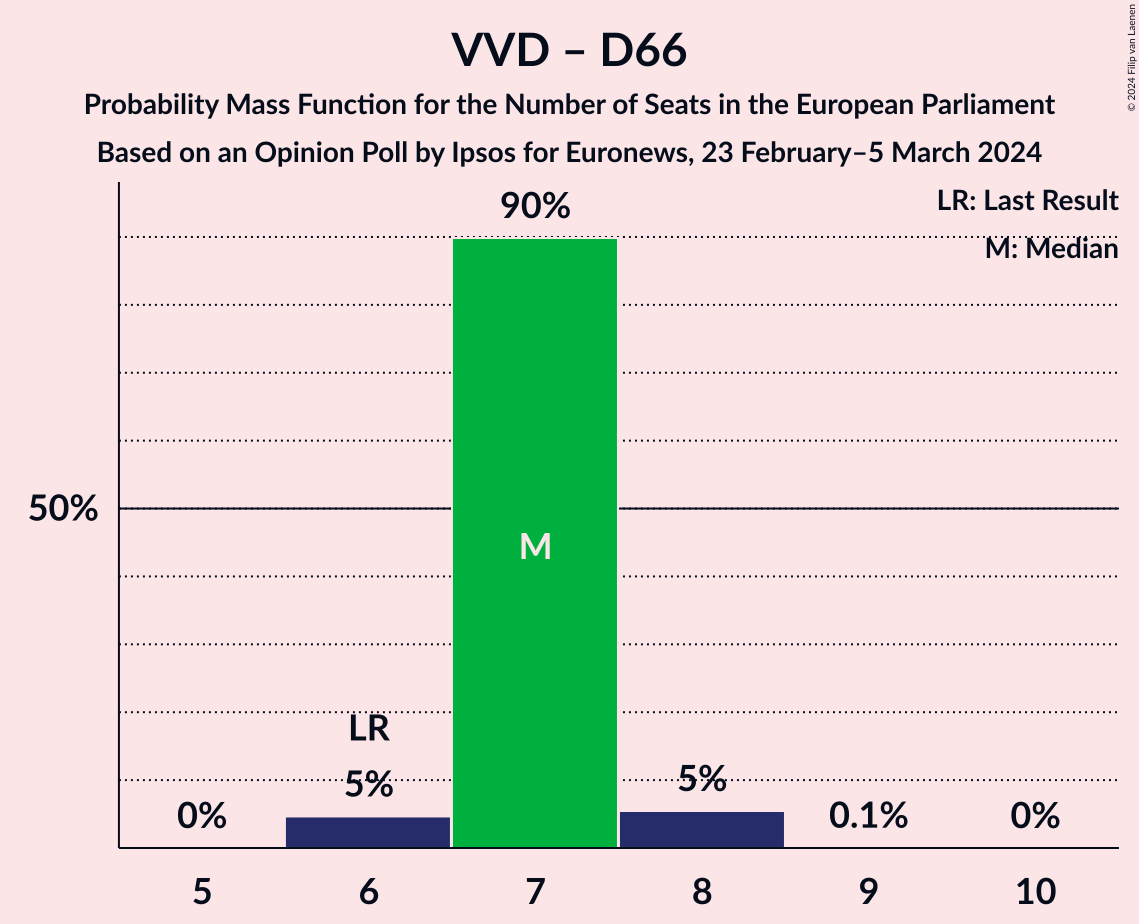 VVD – D66
Probability Mass Function for the Number of Seats in the European Parliament
Based on an Opinion Poll by Ipsos for Euronews, 23 February–5 March 2024
© 2024 Filip van Laenen
LR: Last Result
M: Median
90%
50%
M
LR
5%
5%
0%
0.1%
0%
5
6
7
8
9
10